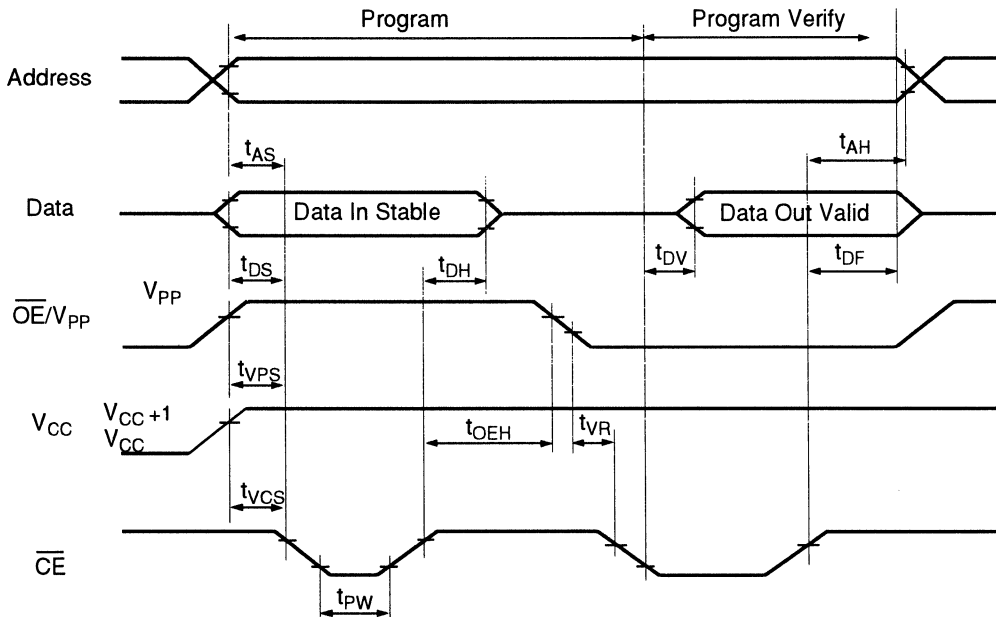 Program
Program Verify
Address
tAS
tAH
Data
Data In Stable
Data Out Valid
tDS
tDH
tDV
tDF
VPP
OE/VPP
tVPS
VCC
VCC +1
VCC
tOEH
tVR
tVCS
CE
tPW